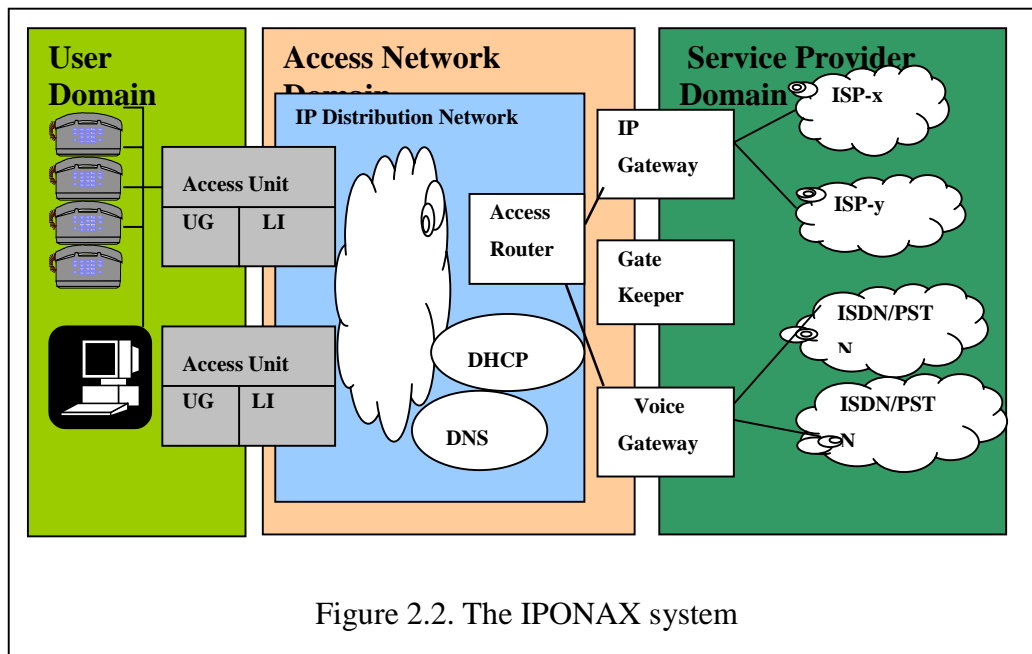 User
Domain
Access Network
Domain
Service Provider
Domain
IP Distribution Network
Access Unit
UG
LI
Access Unit
UG
LI
Access
Router
DHCP
DNS
IP
Gateway
Gate
Keeper
Voice
Gateway
ISP-x
ISP-y
ISDN/PST
N
ISDN/PST
N
Figure 2.2. The IPONAX system